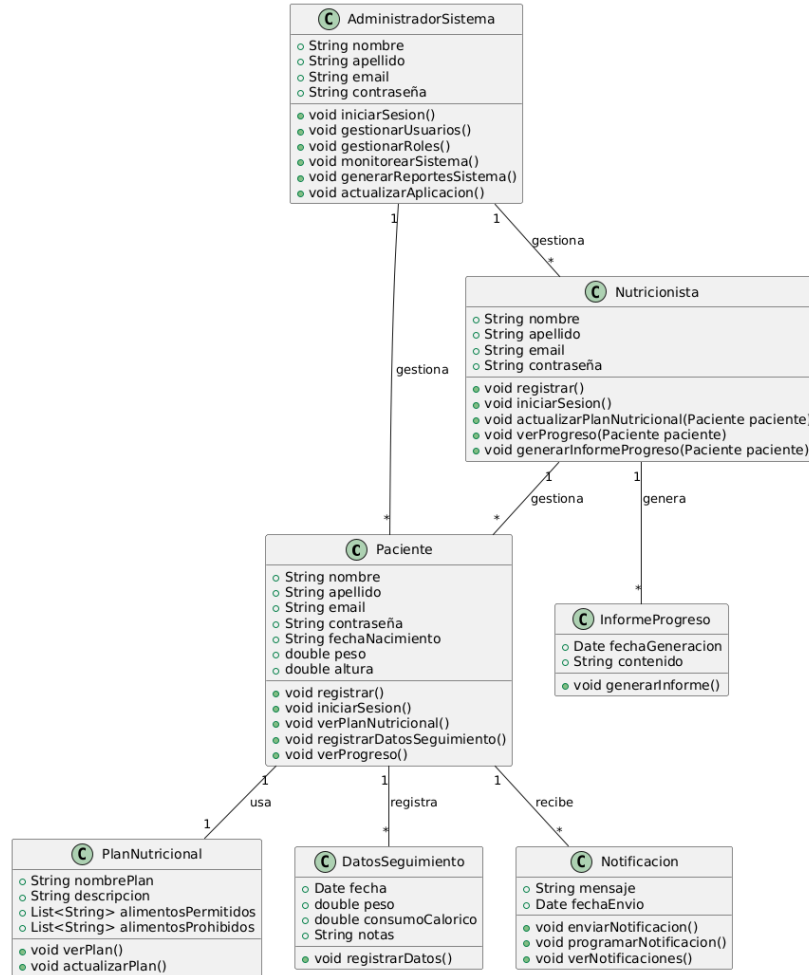 C AdministradorSistema
String nombre
String apellido
String email
String contraseña
void iniciarSesion()
void gestionarUsuarios()
void gestionarRoles()
void monitorearSistema()
void generarReportesSistema()
void actualizarAplicacion()
1
1
gestiona
*
C Nutricionista
String nombre
String apellido
String email
String contraseña
void registrar()
void iniciarSesion()
void actualizarPlanNutricional(Paciente paciente)
void verProgreso(Paciente paciente)
void generarInformeProgreso(Paciente paciente)
gestiona
1
1
gestiona
genera
*
*
*
C Paciente
String nombre
String apellido
String email
String contraseña
String fechaNacimiento
double peso
double altura
void registrar()
void iniciarSesion()
void verPlanNutricional()
void registrarDatosSeguimiento()
void verProgreso()
C InformeProgreso
Date fechaGeneracion
String contenido
void generarInforme()
1
1
1
usa
registra
recibe
1
*
*
C PlanNutricional
String nombrePlan
String descripcion
List<String> alimentosPermitidos
List<String> alimentosProhibidos
void verPlan()
void actualizarPlan()
C DatosSeguimiento
Date fecha
double peso
double consumoCalorico
String notas
void registrarDatos()
C Notificacion
String mensaje
Date fechaEnvio
void enviarNotificacion()
void programarNotificacion()
void verNotificaciones()